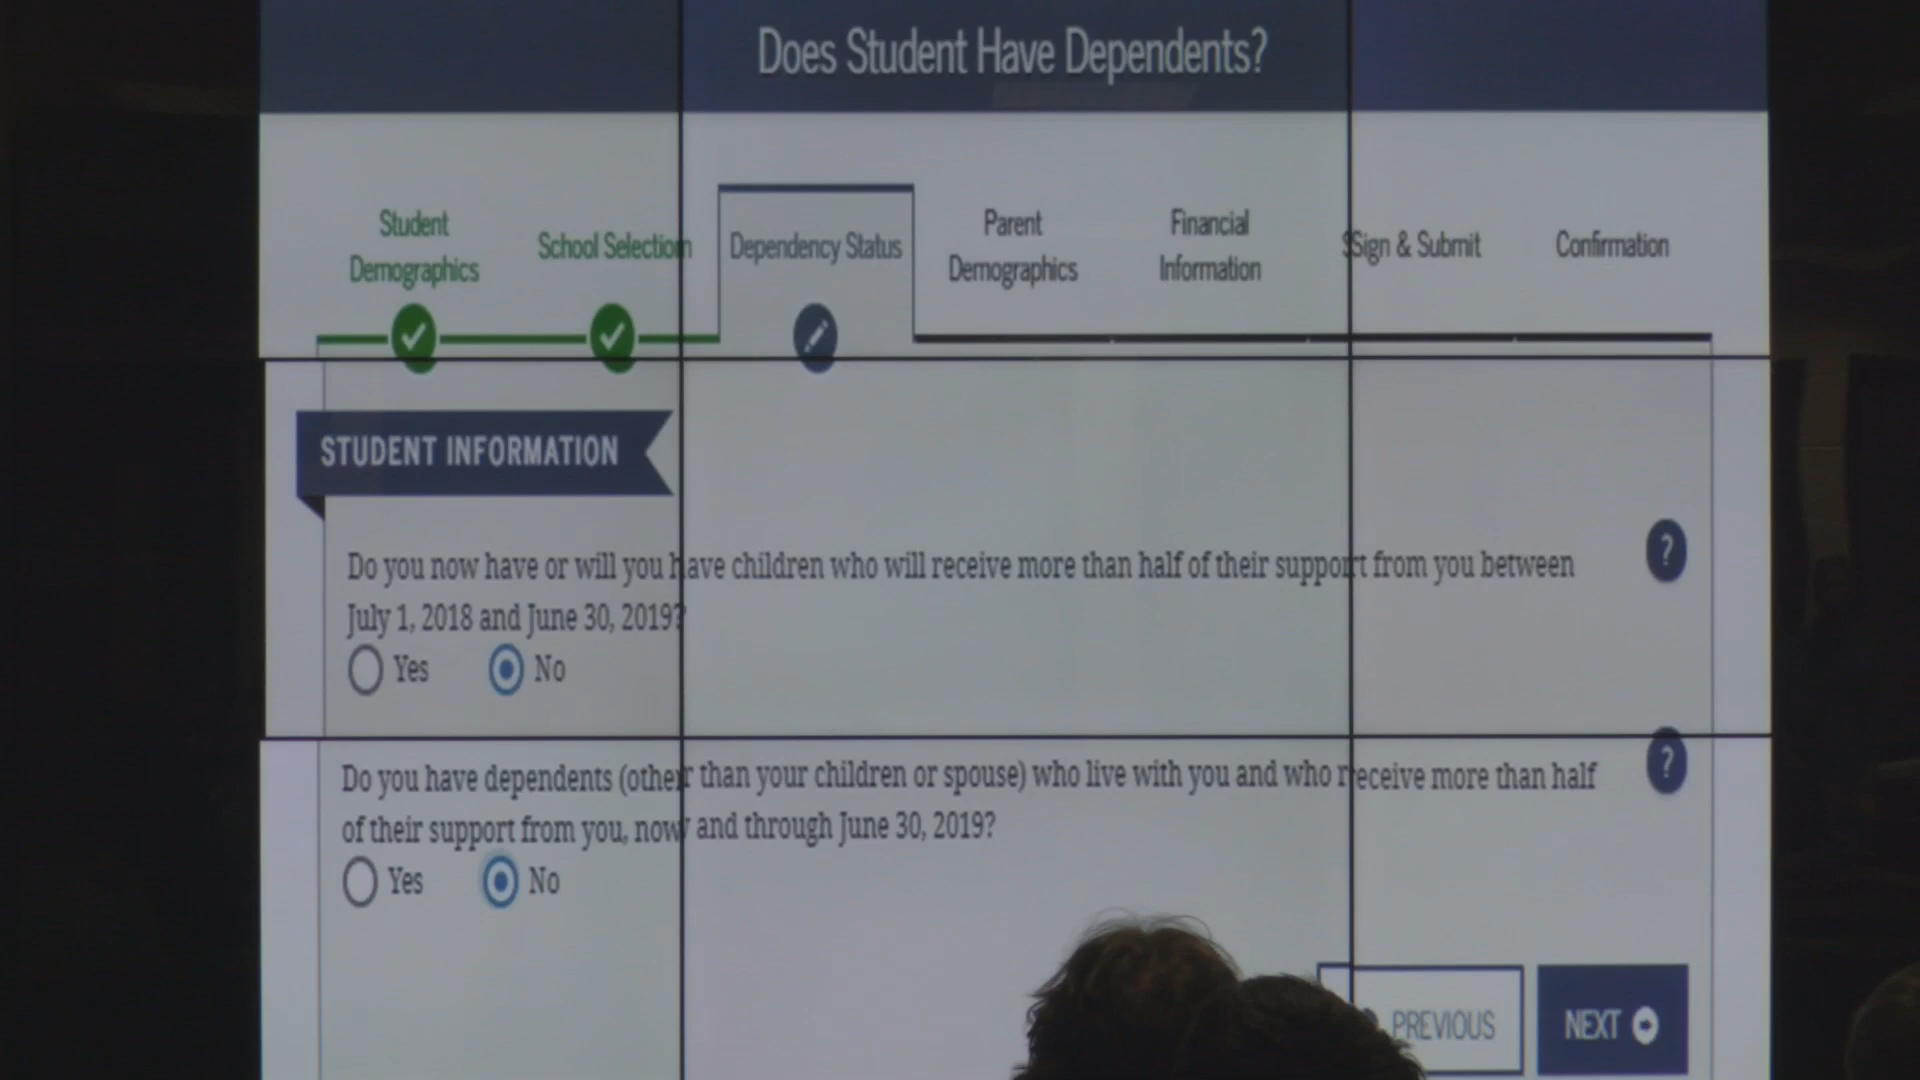 Does Student Have Dependents?
Student
Demographics
School Selection
Dependency Status
Parent
Demographics
Financial
Information
Sign & Submit
Confirmation
STUDENT INFORMATION
Do you now have or will you have children who will receive more than half of their support from you between
?
July 1, 2018 and June 30, 2019?
Yes No
Do you have dependents (other than your children or spouse) who live with you and who receive more than half
?
of their support from you, now and through June 30, 2019?
Yes No
PREVIOUS NEXT